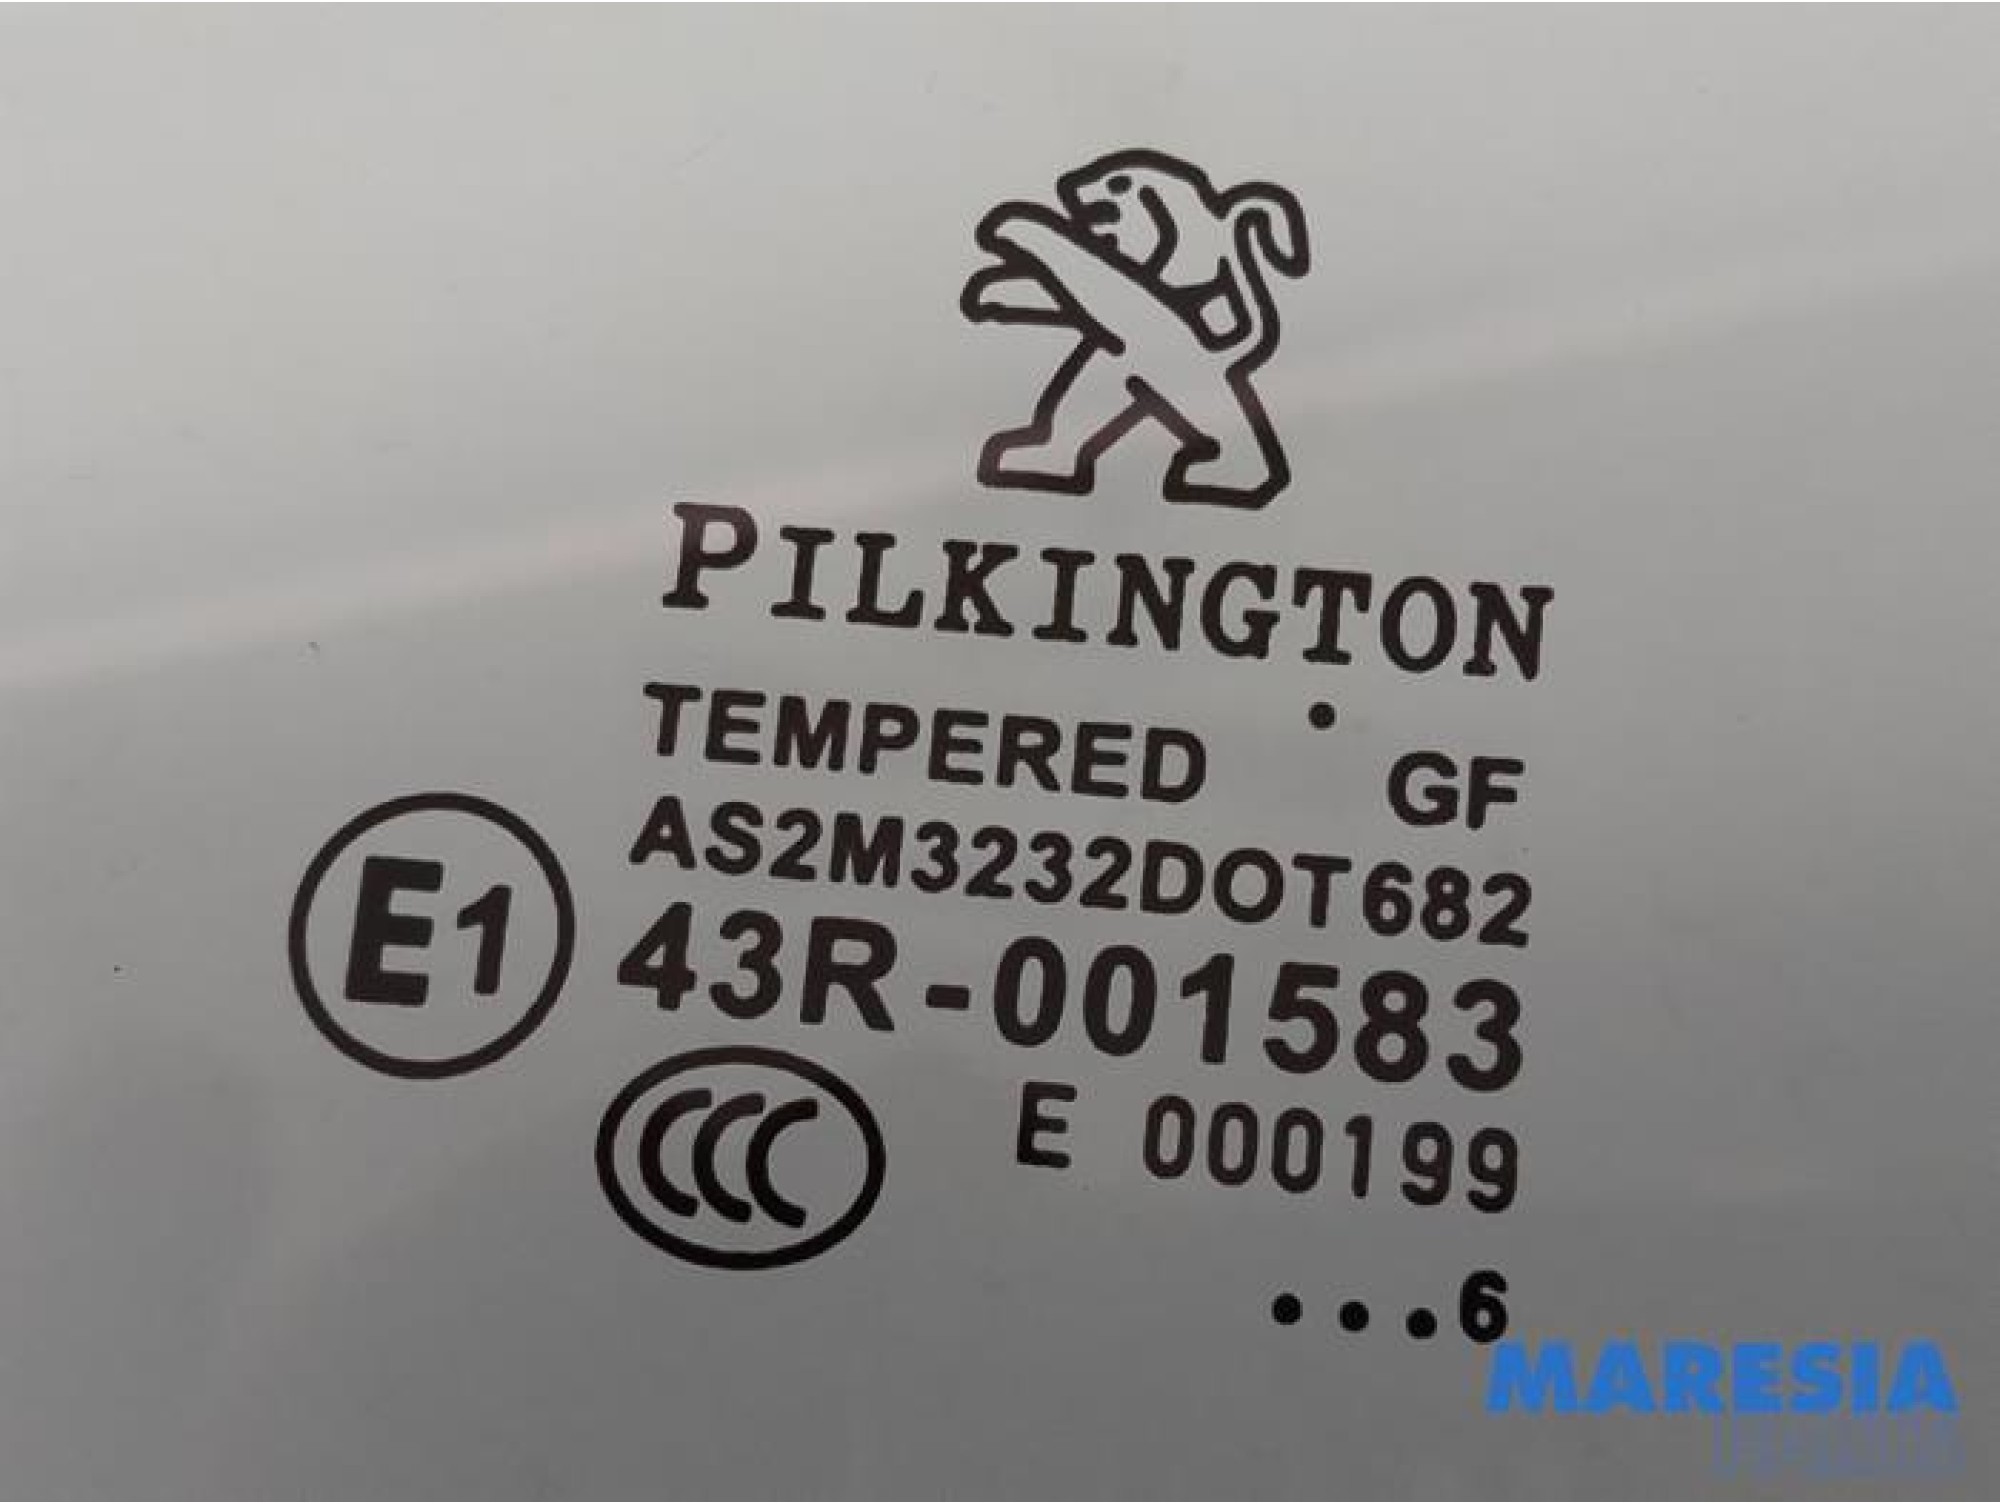 PILKINGTON
TEMPERED GF
AS2M3232DOT682
E1
43R-001583
CCC
E 000199
...6
MARESIA